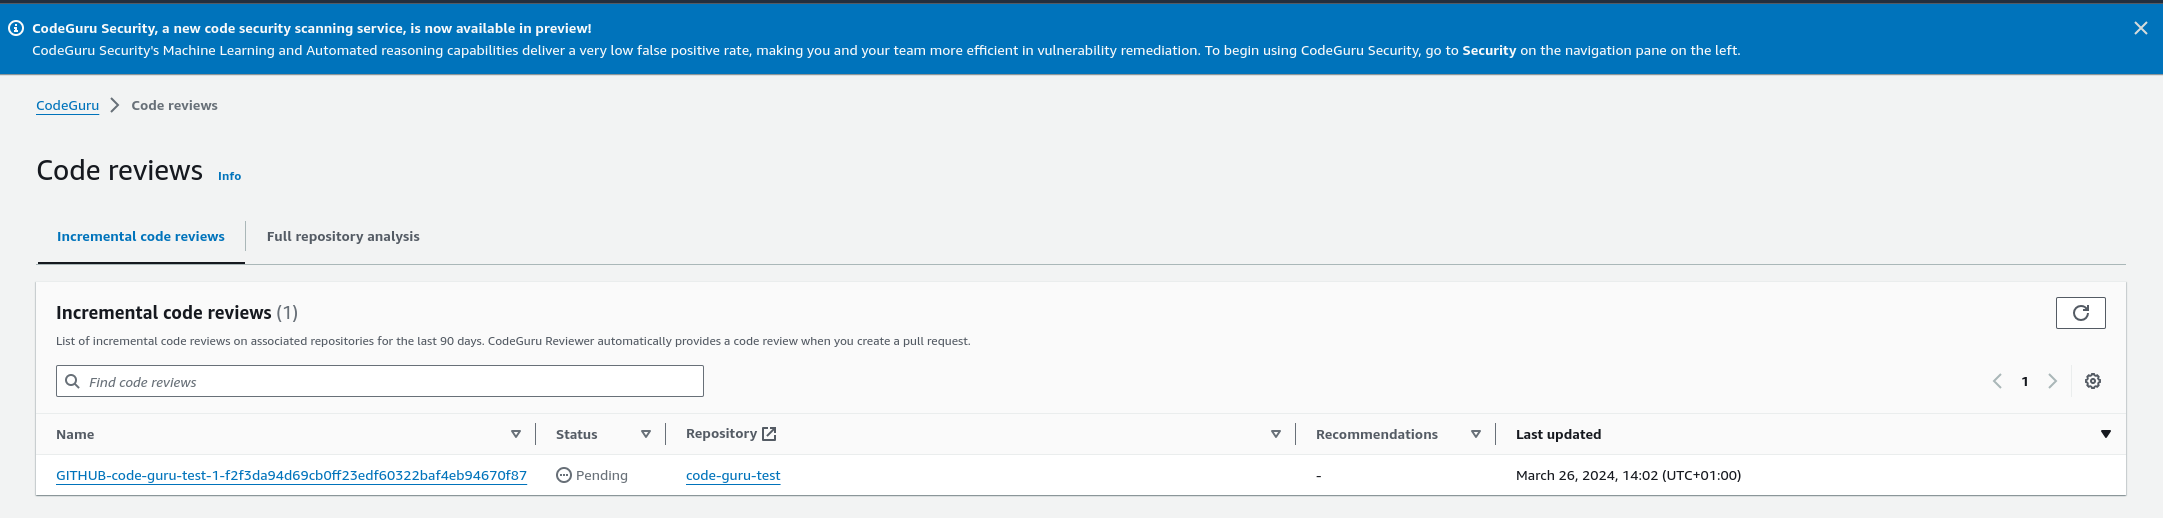 CodeGuru Security, a new code security scanning service, is now available in preview!
CodeGuru Security's Machine Learning and Automated reasoning capabilities deliver a very low false positive rate, making you and your team more efficient in vulnerability remediation. To begin using CodeGuru Security, go to Security on the navigation pane on the left.
CodeGuru > Code reviews
Code reviews Info
Incremental code reviews Full repository analysis
Incremental code reviews (1)
List of incremental code reviews on associated repositories for the last 90 days. CodeGuru Reviewer automatically provides a code review when you create a pull request.
Find code reviews 1
Name Status Repository Recommendations Last updated
GITHUB-code-guru-test-1-f2f3da94d69cb0ff23edf60322baf4eb94670f87 Pending code-guru-test - March 26, 2024, 14:02 (UTC+01:00)